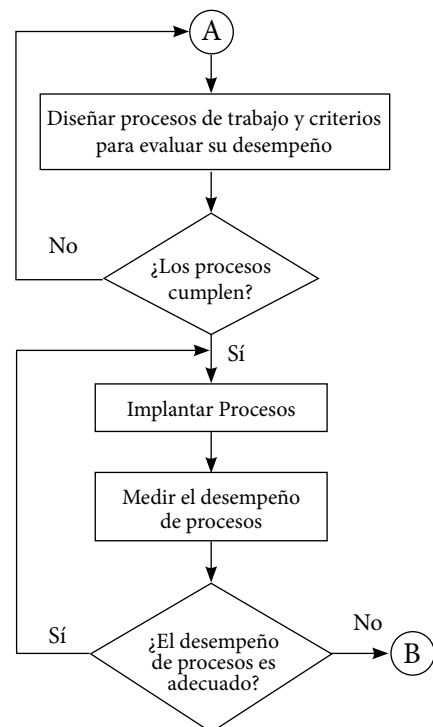 A
Diseñar procesos de trabajo y criterios
para evaluar su desempeño
No
¿Los procesos
cumplen?
Sí
Implantar Procesos
Medir el desempeño
de procesos
Sí
¿El desempeño
de procesos es
adecuado?
No
B